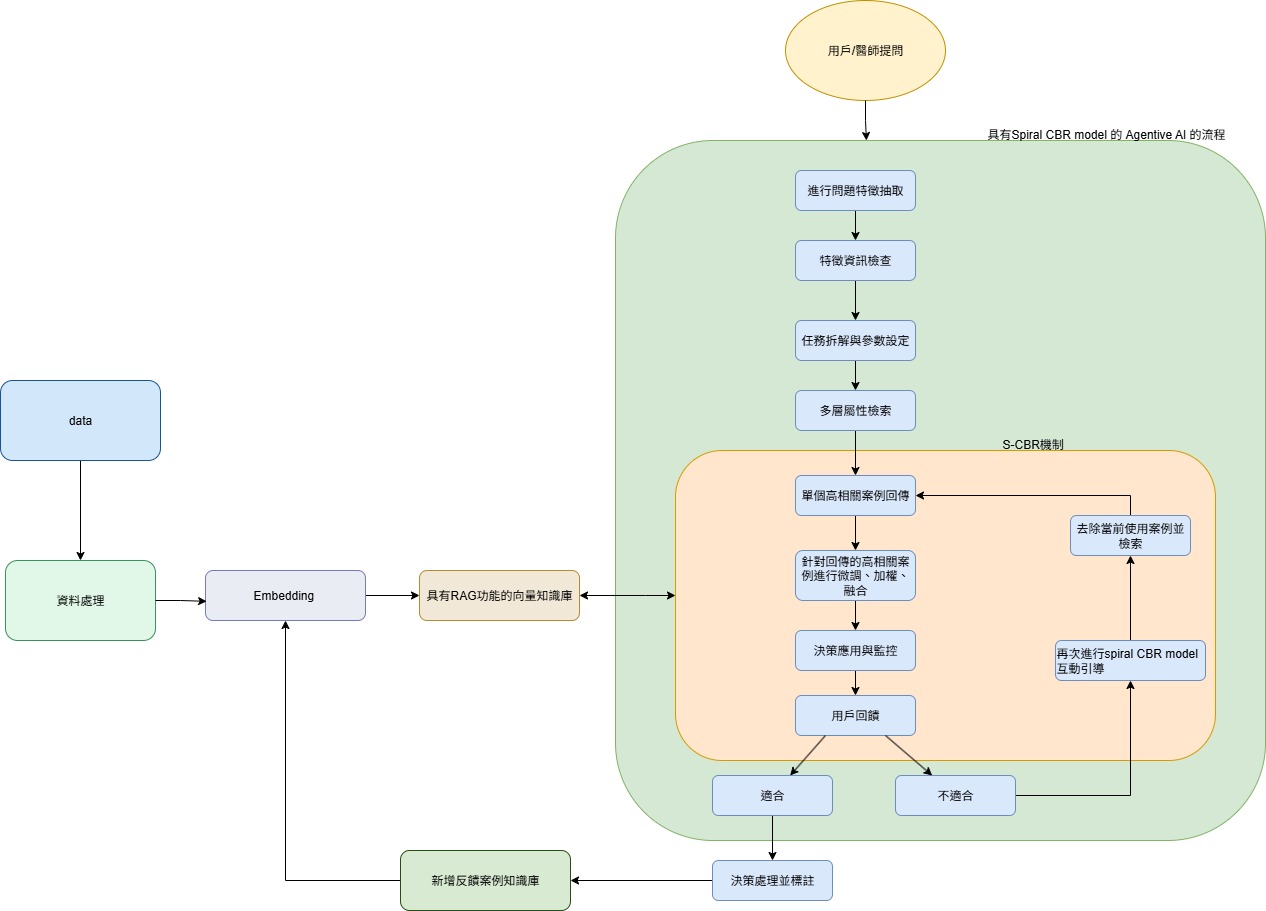 用戶/醫師提問
具有Spiral CBR model 的 Agentive AI 的流程
進行問題特徵抽取
特徵資訊檢查
任務拆解與參數設定
多層屬性檢索
S-CBR機制
單個高相關案例回傳
去除當前使用案例並
檢索
針對回傳的高相關案
例進行微調、加權、
融合
決策應用與監控
再次進行spiral CBR model
互動引導
用戶回饋
適合
不適合
決策處理並標註
新增反饋案例知識庫
data
資料處理
Embedding
具有RAG功能的向量知識庫